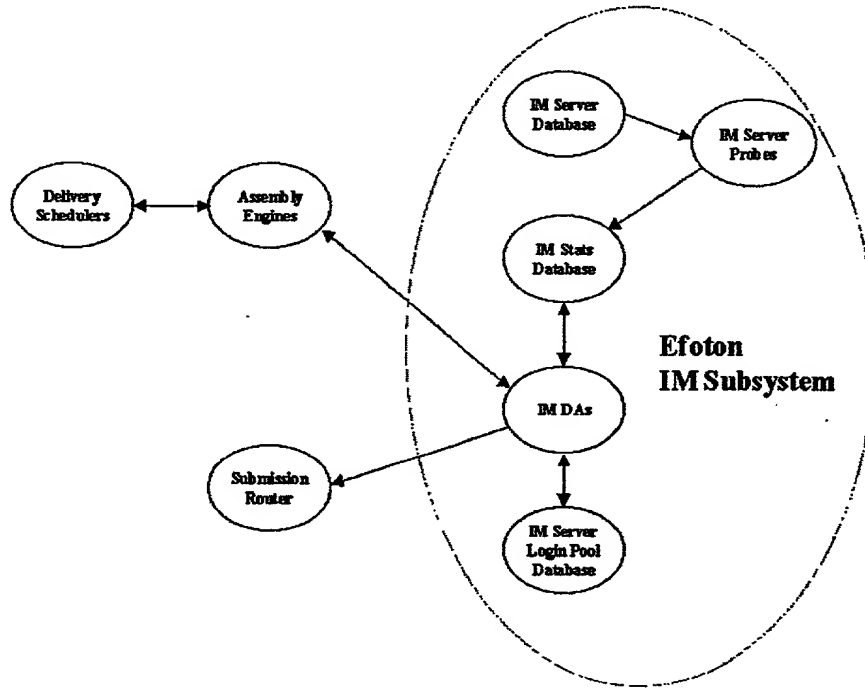 IM Server
Database
IM Server
Probes
Delivery
Schedulers
Assembly
Engines
IM Stats
Database
Efoton
IM Subsystem
IM DAs
Submission
Router
IM Server
Login Pool
Database